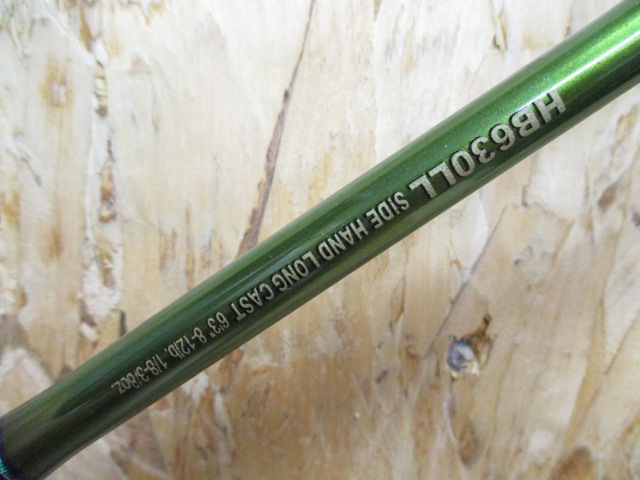 HB630LL SIDE HAND LONG CAST 6'3" 8-12lb. 1/8-3/8oz